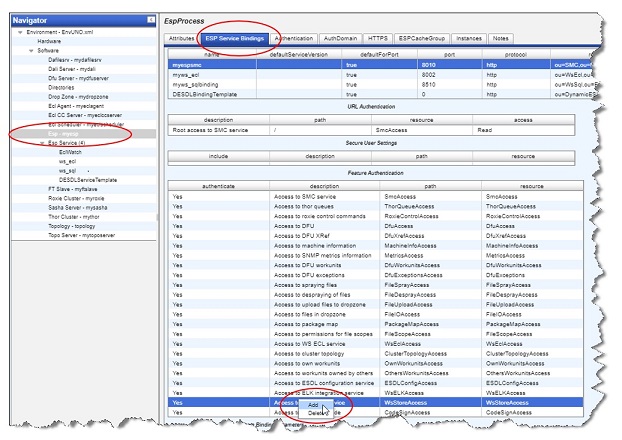 Navigator
Environment - EnvUNO.xml
Hardware
Software
Dafilesrv - mydafilesrv
Dali Server - mydali
Dfu Server - mydfuserver
Directories
Drop Zone - mydropzone
Ecl Agent - myeclagent
Ecl CC Server - myeclccserver
Ecl Scheduler - myeclscheduler
Esp - myesp
Esp Service (4)
EclWatch
ws_ecl
ws_sql
DESDLServiceTemplate
FT Slave - myftslave
Roxie Cluster - myroxie
Sasha Server - mysasha
Thor Cluster - mythor
Topology - topology
Topo Server - mytoposerver
EspProcess
Attributes ESP Service Bindings Authentication AuthDomain HTTPS ESPCacheGroup Instances Notes
name defaultServiceVersion defaultForPort port protocol
myespsmc true 8010 http ou=SMC,ou=
myws_ecl true 8002 http ou=WsEcl,ou=
myws_sqlbinding true 8510 http ou=WsSql,ou=
DESDLBindingTemplate true 0 http ou=DynamicES
URL Authentication
description path resource access
Root access to SMC service / SmcAccess Read
Secure User Settings
include description path resource
Feature Authentication
authenticate description path resource
Yes Access to SMC service SmcAccess SmcAccess
Yes Access to thor queues ThorQueueAccess ThorQueueAccess
Yes Access to roxie control commands RoxieControlAccess RoxieControlAccess
Yes Access to DFU DfuAccess DfuAccess
Yes Access to DFU XRef DfuXrefAccess DfuXrefAccess
Yes Access to machine information MachineInfoAccess MachineInfoAccess
Yes Access to SNMP metrics information MetricsAccess MetricsAccess
Yes Access to DFU workunits DfuWorkunitsAccess DfuWorkunitsAccess
Yes Access to DFU exceptions DfuExceptionsAccess DfuExceptions
Yes Access to spraying files FileSprayAccess FileSprayAccess
Yes Access to despraying of files FileDesprayAccess FileDesprayAccess
Yes Access to upload files to dropzone FileUploadAccess FileUploadAccess
Yes Access to files in dropzone FileIOAccess FileIOAccess
Yes Access to package map PackageMapAccess PackageMapAccess
Yes Access to permissions for file scopes FileScopeAccess FileScopeAccess
Yes Access to WS ECL service WsEclAccess WsEclAccess
Yes Access to cluster topology ClusterTopologyAccess ClusterTopologyAccess
Yes Access to own workunits OwnWorkunitsAccess OwnWorkunitsAccess
Yes Access to workunits owned by others OthersWorkunitsAccess OthersWorkunitsAccess
Yes Access to ESDL configuration service ESDLConfigAccess ESDLConfigAccess
Yes Access to ELK integration service WsELKAccess WsELKAccess
Yes WsStoreAccess WsStoreAccess
Add
Yes CodeSignAccess CodeSignAccess
Delete